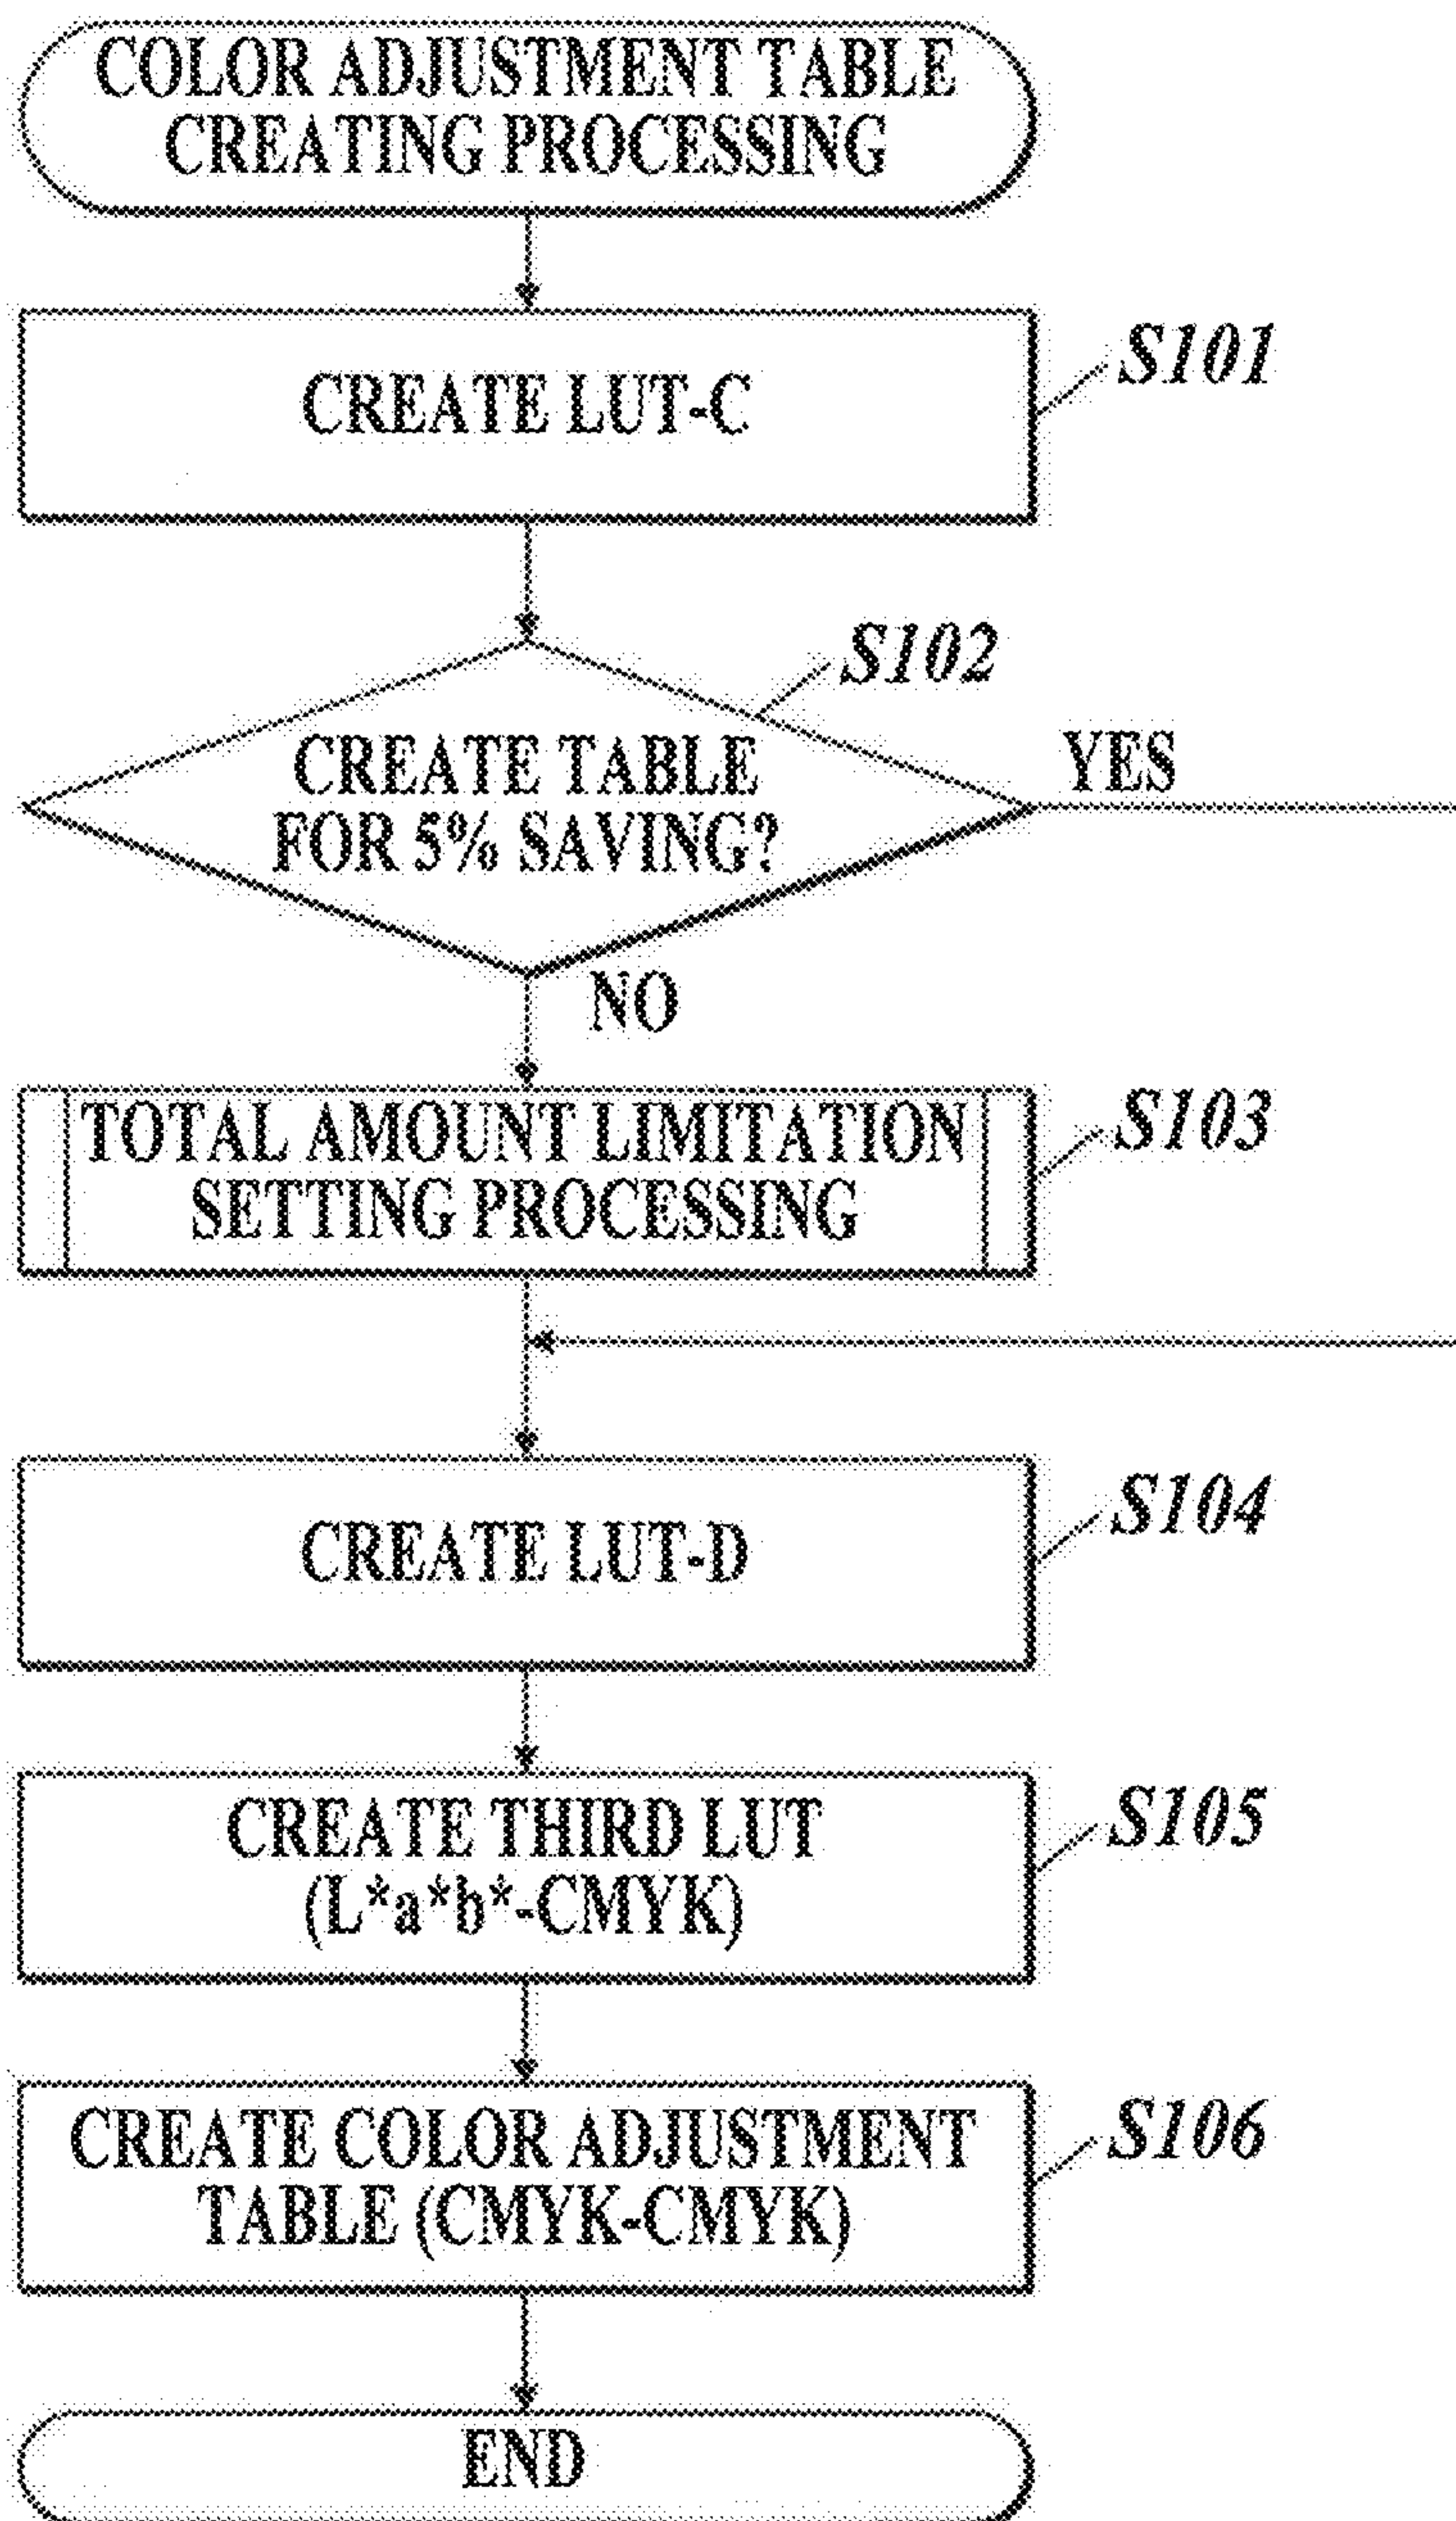 COLOR ADJUSTMENT TABLE
CREATING PROCESSING
CREATE LUT-C
S101
S102
CREATE TABLE
FOR 5% SAVING?
YES
NO
TOTAL AMOUNT LIMITATION
SETTING PROCESSING
S103
CREATE LUT-D
S104
CREATE THIRD LUT
(L*a*b*-CMYK)
S105
CREATE COLOR ADJUSTMENT
TABLE (CMYK-CMYK)
S106
END